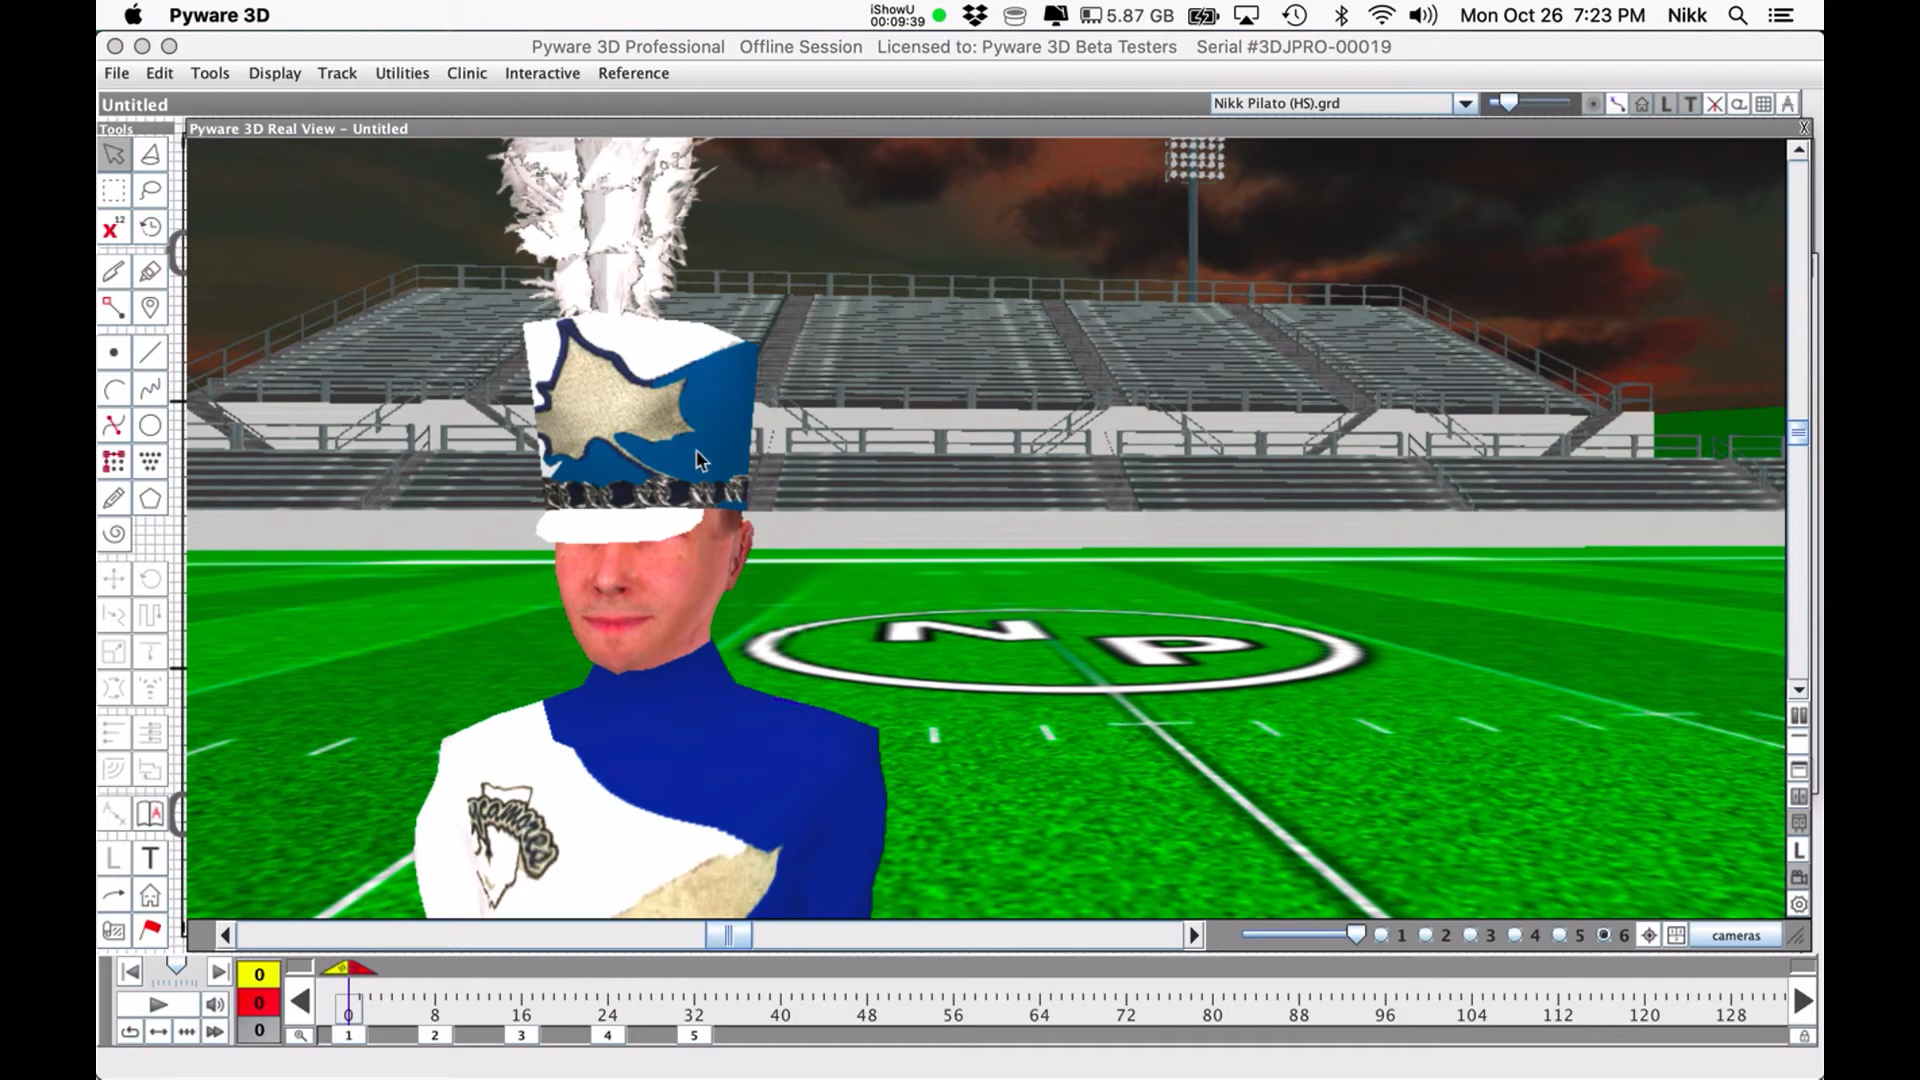 Pyware 3D iShowU 00:09:39 5.87 GB Mon Oct 26 7:23 PM Nikk
Pyware 3D Professional Offline Session Licensed to: Pyware 3D Beta Testers Serial #3DJPRO-00019
File Edit Tools Display Track Utilities Clinic Interactive Reference
Untitled Nikk Pilato (HS).grd L T
Tools Pyware 3D Real View - Untitled X
x12
N P
L T
L
1 2 3 4 5 6 cameras
0
0
0 8 16 24 32 40 48 56 64 72 80 88 96 104 112 120 128
0
1 2 3 4 5